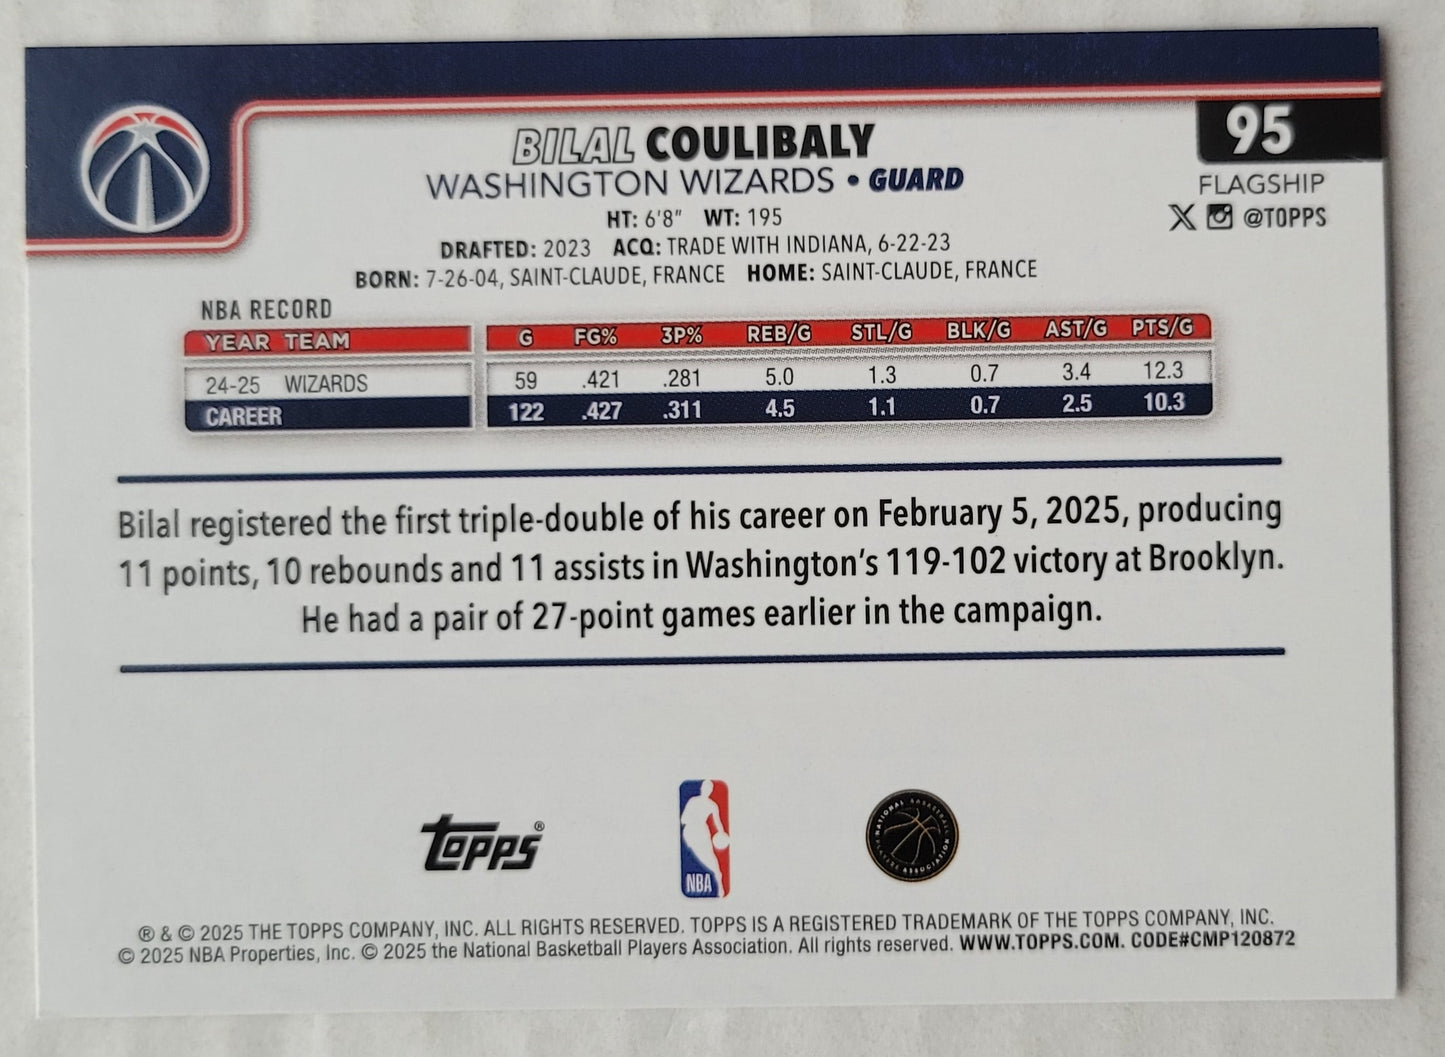 95
BILAL COULIBALY
WASHINGTON WIZARDS • GUARD
FLAGSHIP
@TOPPS
HT: 6'8" WT: 195
DRAFTED: 2023 ACQ: TRADE WITH INDIANA, 6-22-23
BORN: 7-26-04, SAINT-CLAUDE, FRANCE HOME: SAINT-CLAUDE, FRANCE
NBA RECORD
YEAR TEAM G FG% 3P% REB/G STL/G BLK/G AST/G PTS/G
24-25 WIZARDS 59 .421 .281 5.0 1.3 0.7 3.4 12.3
CAREER 122 .427 .311 4.5 1.1 0.7 2.5 10.3
Bilal registered the first triple-double of his career on February 5, 2025, producing
11 points, 10 rebounds and 11 assists in Washington's 119-102 victory at Brooklyn.
He had a pair of 27-point games earlier in the campaign.
Topps®
NBA
NATIONAL BASKETBALL
PLAYERS ASSOCIATION
® & © 2025 THE TOPPS COMPANY, INC. ALL RIGHTS RESERVED. TOPPS IS A REGISTERED TRADEMARK OF THE TOPPS COMPANY, INC.
© 2025 NBA Properties, Inc. © 2025 the National Basketball Players Association. All rights reserved. WWW.TOPPS.COM. CODE#CMP120872